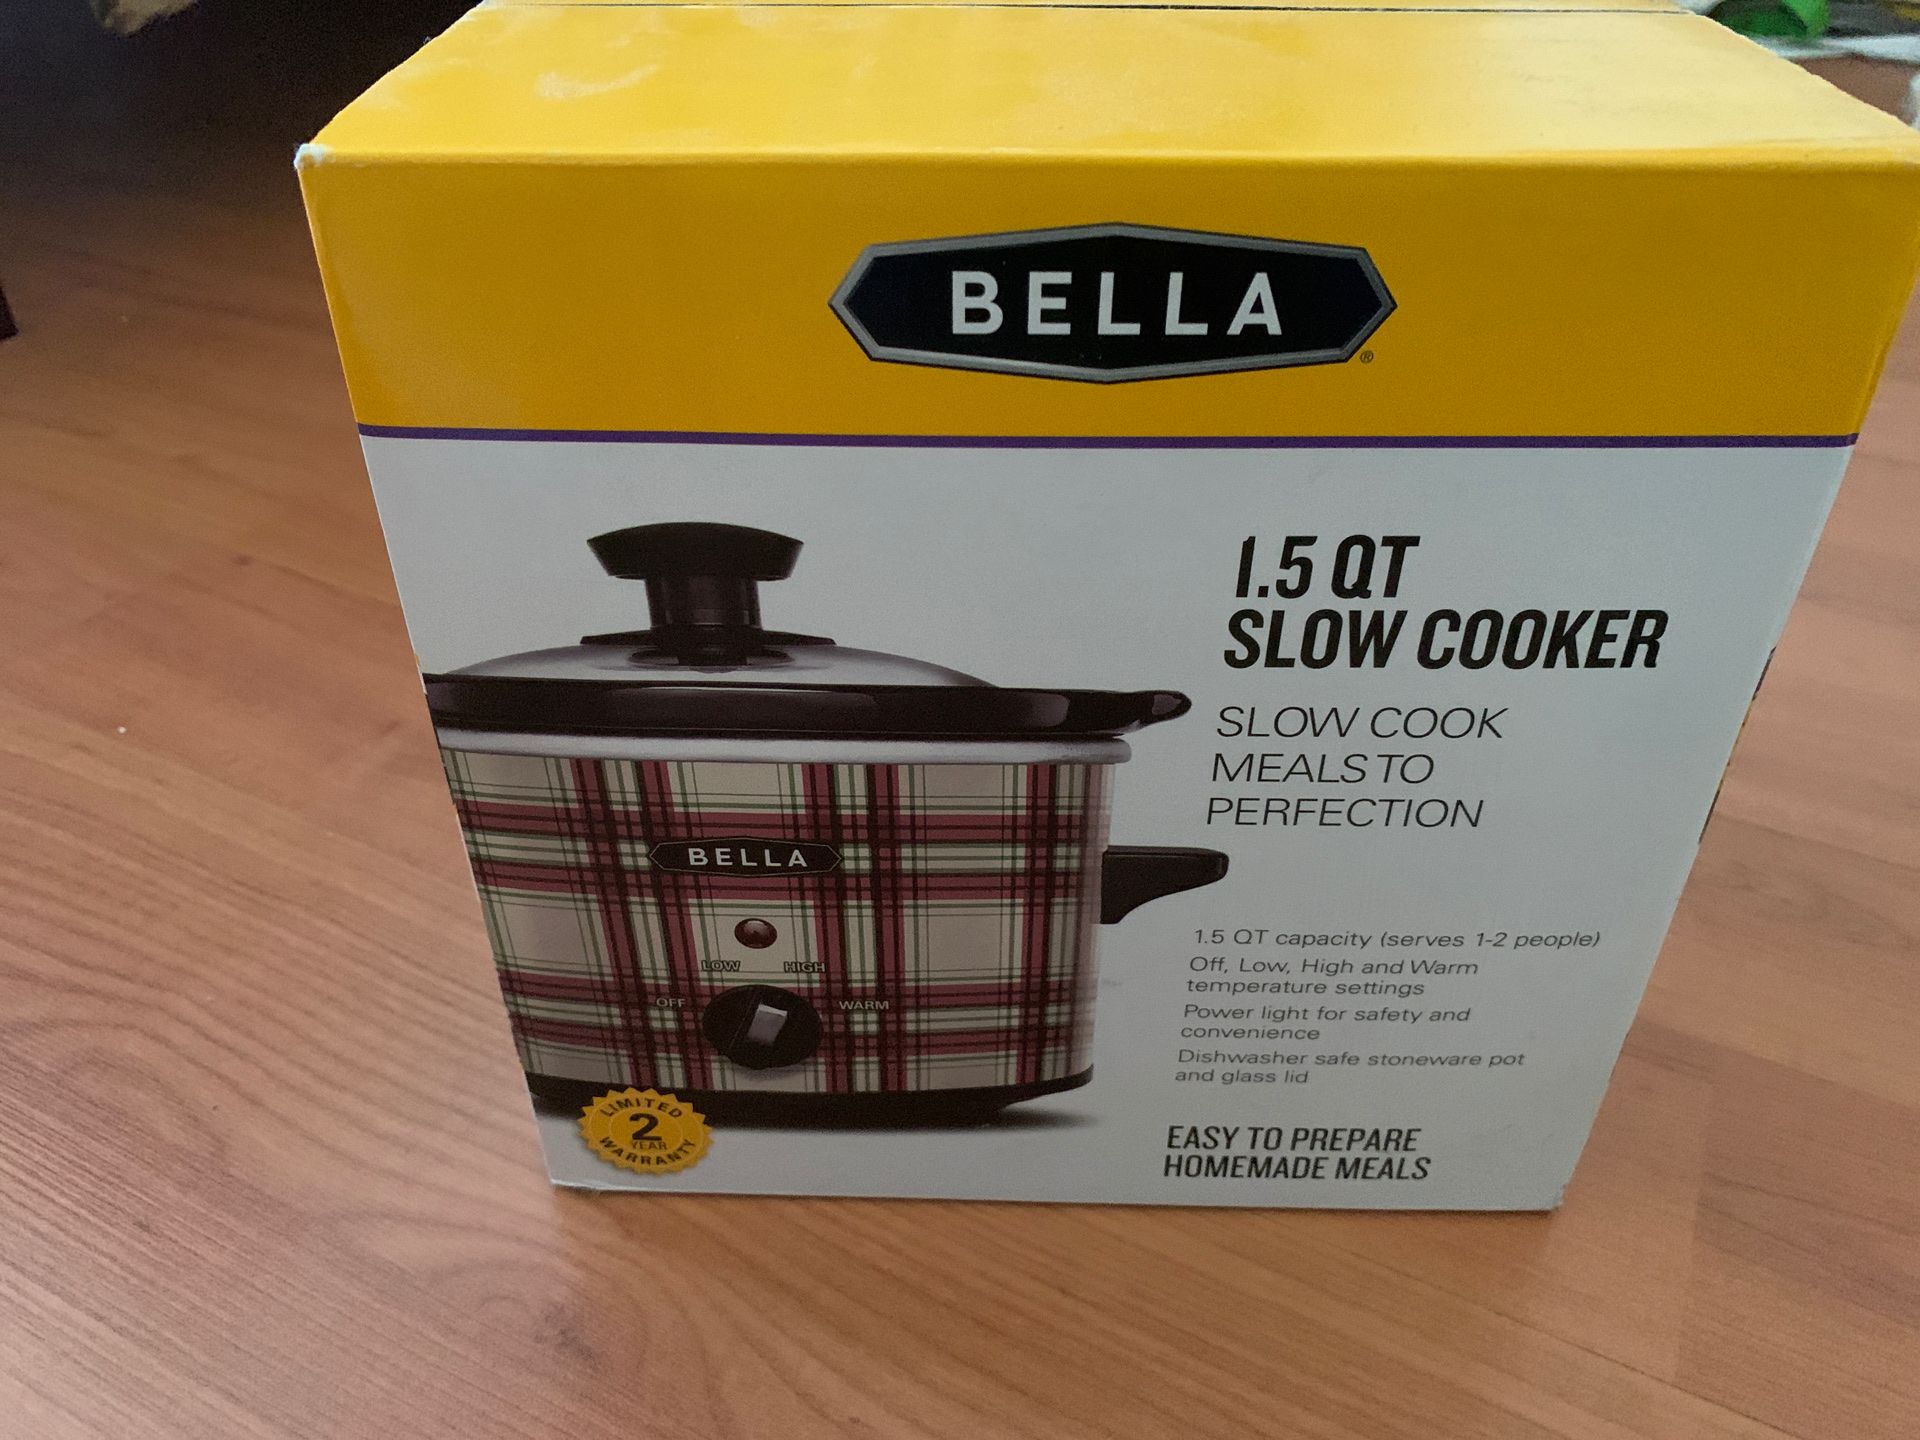 BELLA
®
1.5 QT
SLOW COOKER
SLOW COOK
MEALS TO
PERFECTION
BELLA
LOW HIGH
OFF WARM
1.5 QT capacity (serves 1-2 people)
Off, Low, High and Warm
temperature settings
Power light for safety and
convenience
Dishwasher safe stoneware pot
and glass lid
LIMITED
2
YEAR
WARRANTY
EASY TO PREPARE
HOMEMADE MEALS